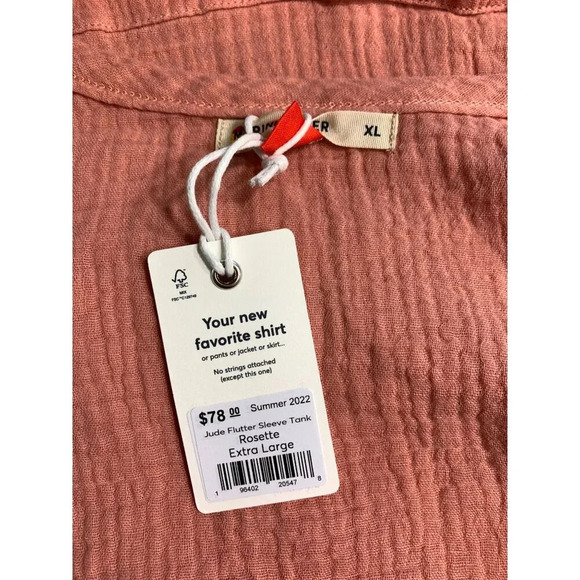 XL
FSC
MIX
Your new
favorite shirt
or pants or jacket or skirt...
No strings attached
(except this one)
$78 00 Summer 2022
Jude Flutter Sleeve Tank
Rosette
Extra Large
1 96402 20547 8